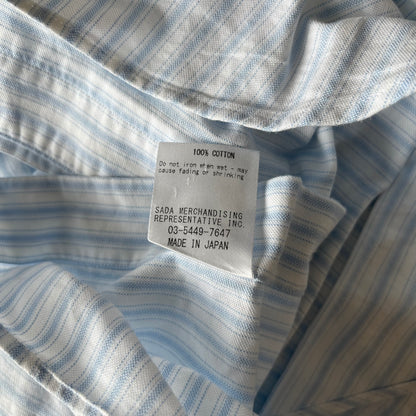 100% COTTON
Do not iron when wet - may
cause fading or shrinking
SADA MERCHANDISING
REPRESENTATIVE INC.
03-5449-7647
MADE IN JAPAN